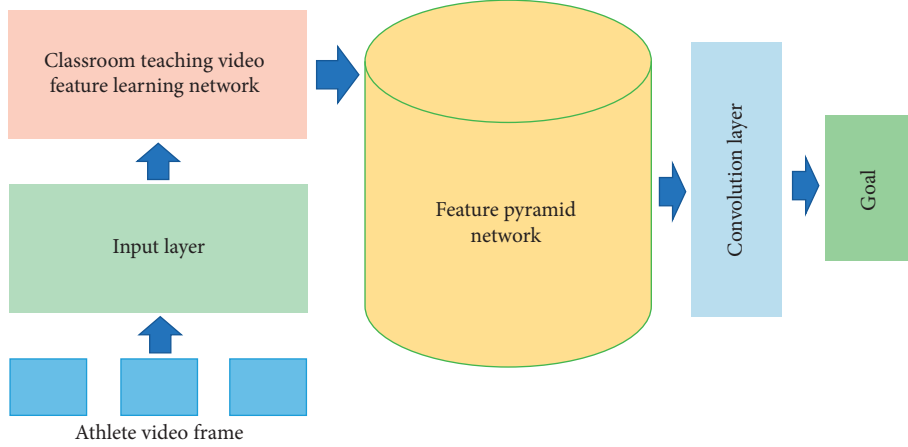 Classroom teaching video
feature learning network
Input layer
Athlete video frame
Feature pyramid
network
Convolution layer
Goal